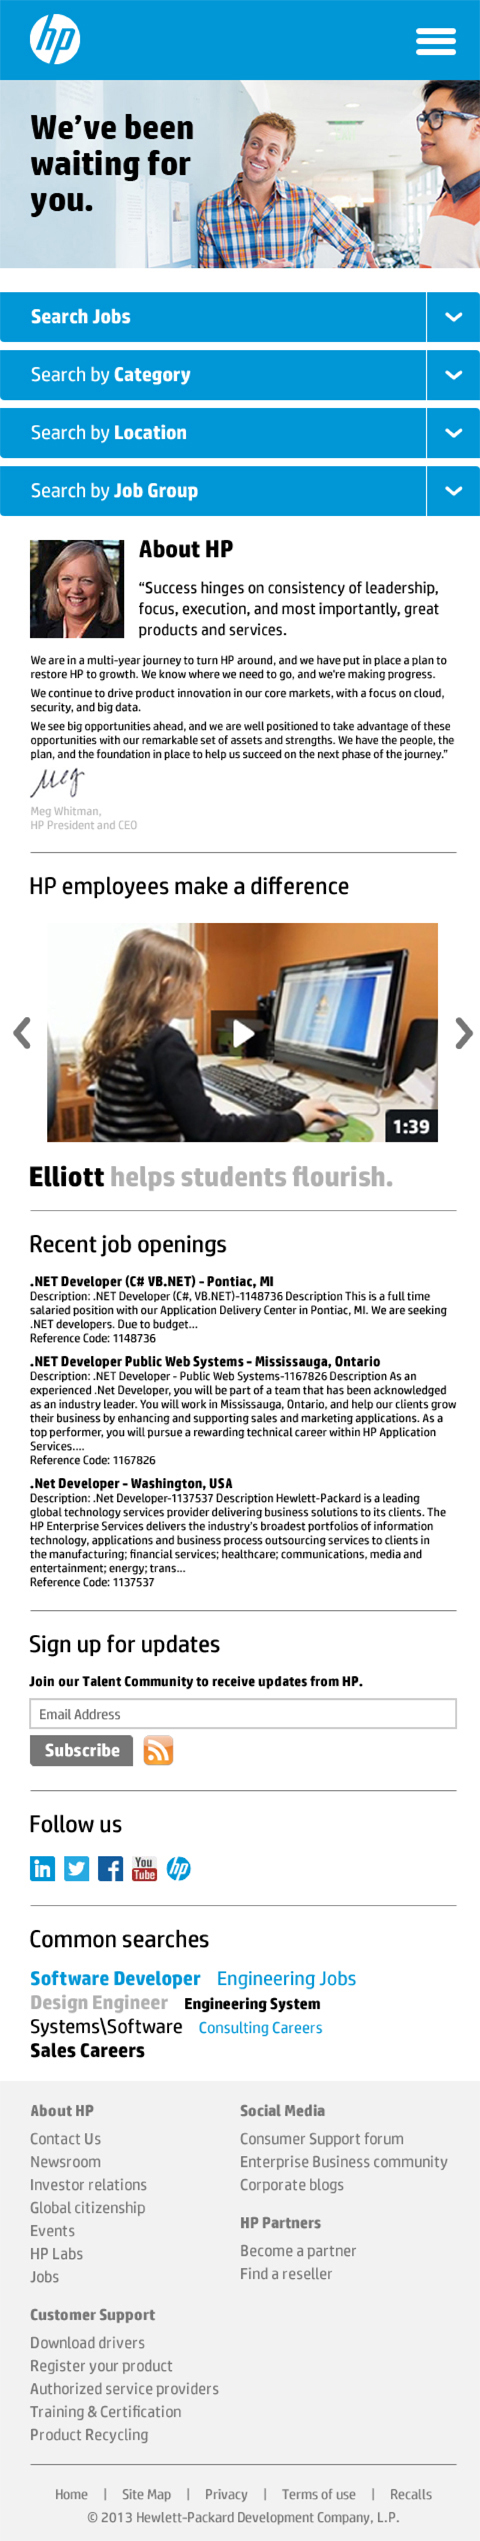 hp
We've been
waiting for
you.
Search Jobs
Search by Category
Search by Location
Search by Job Group
About HP
“Success hinges on consistency of leadership,
focus, execution, and most importantly, great
products and services.
We are in a multi-year journey to turn HP around, and we have put in place a plan to
restore HP to growth. We know where we need to go, and we're making progress.
We continue to drive product innovation in our core markets, with a focus on cloud,
security, and big data.
We see big opportunities ahead, and we are well positioned to take advantage of these
opportunities with our remarkable set of assets and strengths. We have the people, the
plan, and the foundation in place to help us succeed on the next phase of the journey.”
Meg
Meg Whitman,
HP President and CEO
HP employees make a difference
1:39
Elliott helps students flourish.
Recent job openings
.NET Developer (C# VB.NET) - Pontiac, MI
Description: .NET Developer (C#, VB.NET)-1148736 Description This is a full time
salaried position with our Application Delivery Center in Pontiac, MI. We are seeking
.NET developers. Due to budget...
Reference Code: 1148736
.NET Developer Public Web Systems - Mississauga, Ontario
Description: .NET Developer - Public Web Systems-1167826 Description As an
experienced .Net Developer, you will be part of a team that has been acknowledged
as an industry leader. You will work in Mississauga, Ontario, and help our clients grow
their business by enhancing and supporting sales and marketing applications. As a
top performer, you will pursue a rewarding technical career within HP Application
Services....
Reference Code: 1167826
.Net Developer - Washington, USA
Description: .Net Developer-1137537 Description Hewlett-Packard is a leading
global technology services provider delivering business solutions to its clients. The
HP Enterprise Services delivers the industry's broadest portfolios of information
technology, applications and business process outsourcing services to clients in
the manufacturing; financial services; healthcare; communications, media and
entertainment; energy; trans...
Reference Code: 1137537
Sign up for updates
Join our Talent Community to receive updates from HP.
Email Address
Subscribe
Follow us
in f You Tube hp
Common searches
Software Developer Engineering Jobs
Design Engineer Engineering System
Systems\Software Consulting Careers
Sales Careers
About HP
Contact Us
Newsroom
Investor relations
Global citizenship
Events
HP Labs
Jobs
Customer Support
Download drivers
Register your product
Authorized service providers
Training & Certification
Product Recycling
Social Media
Consumer Support forum
Enterprise Business community
Corporate blogs
HP Partners
Become a partner
Find a reseller
Home | Site Map | Privacy | Terms of use | Recalls
© 2013 Hewlett-Packard Development Company, L.P.